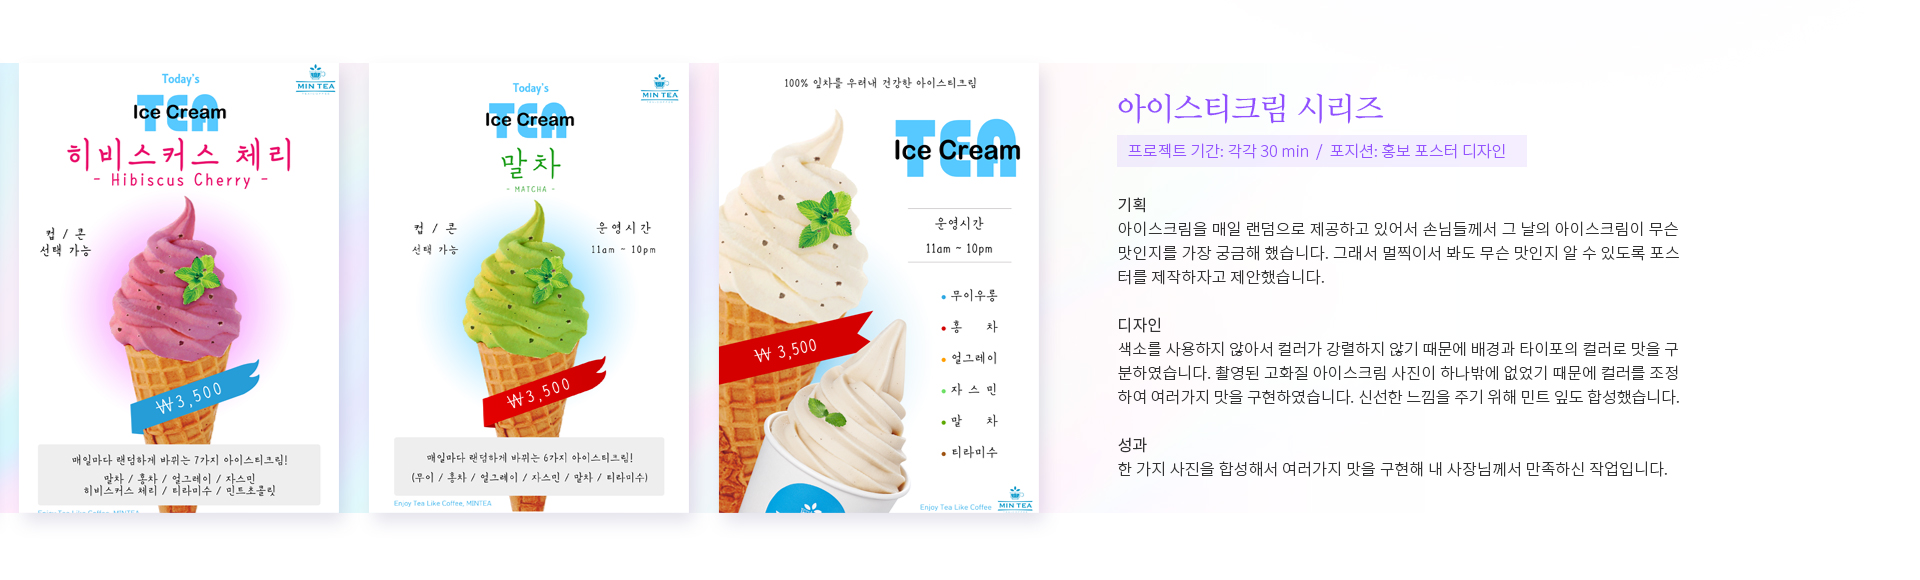 Today's
TEA
Ice Cream
MIN TEA
히비스커스 체리
- Hibiscus Cherry -
컵 / 콘
선택 가능
₩3,500
매일마다 랜덤하게 바뀌는 7가지 아이스티크림!
말차 / 홍차 / 얼그레이 / 자스민
히비스커스 체리 / 티라미수 / 민트초콜릿
Enjoy Tea Like Coffee, MINTEA
Today's
TEA
Ice Cream
MIN TEA
말차
- MATCHA -
컵 / 콘
선택 가능
운영시간
11am ~ 10pm
₩3,500
매일마다 랜덤하게 바뀌는 6가지 아이스티크림!
(무이 / 홍차 / 얼그레이 / 자스민 / 말차 / 티라미수)
Enjoy Tea Like Coffee, MINTEA
100% 잎차를 우려내 건강한 아이스티크림
TEA
Ice Cream
운영시간
11am ~ 10pm
• 무이우롱
• 홍 차
• 얼그레이
• 자 스 민
• 말 차
• 티라미수
₩ 3,500
Enjoy Tea Like Coffee
MIN TEA
아이스티크림 시리즈
프로젝트 기간: 각각 30 min / 포지션: 홍보 포스터 디자인
기획
아이스크림을 매일 랜덤으로 제공하고 있어서 손님들께서 그 날의 아이스크림이 무슨
맛인지를 가장 궁금해 했습니다. 그래서 멀찍이서 봐도 무슨 맛인지 알 수 있도록 포스
터를 제작하자고 제안했습니다.
디자인
색소를 사용하지 않아서 컬러가 강렬하지 않기 때문에 배경과 타이포의 컬러로 맛을 구
분하였습니다. 촬영된 고화질 아이스크림 사진이 하나밖에 없었기 때문에 컬러를 조정
하여 여러가지 맛을 구현하였습니다. 신선한 느낌을 주기 위해 민트 잎도 합성했습니다.
성과
한 가지 사진을 합성해서 여러가지 맛을 구현해 내 사장님께서 만족하신 작업입니다.